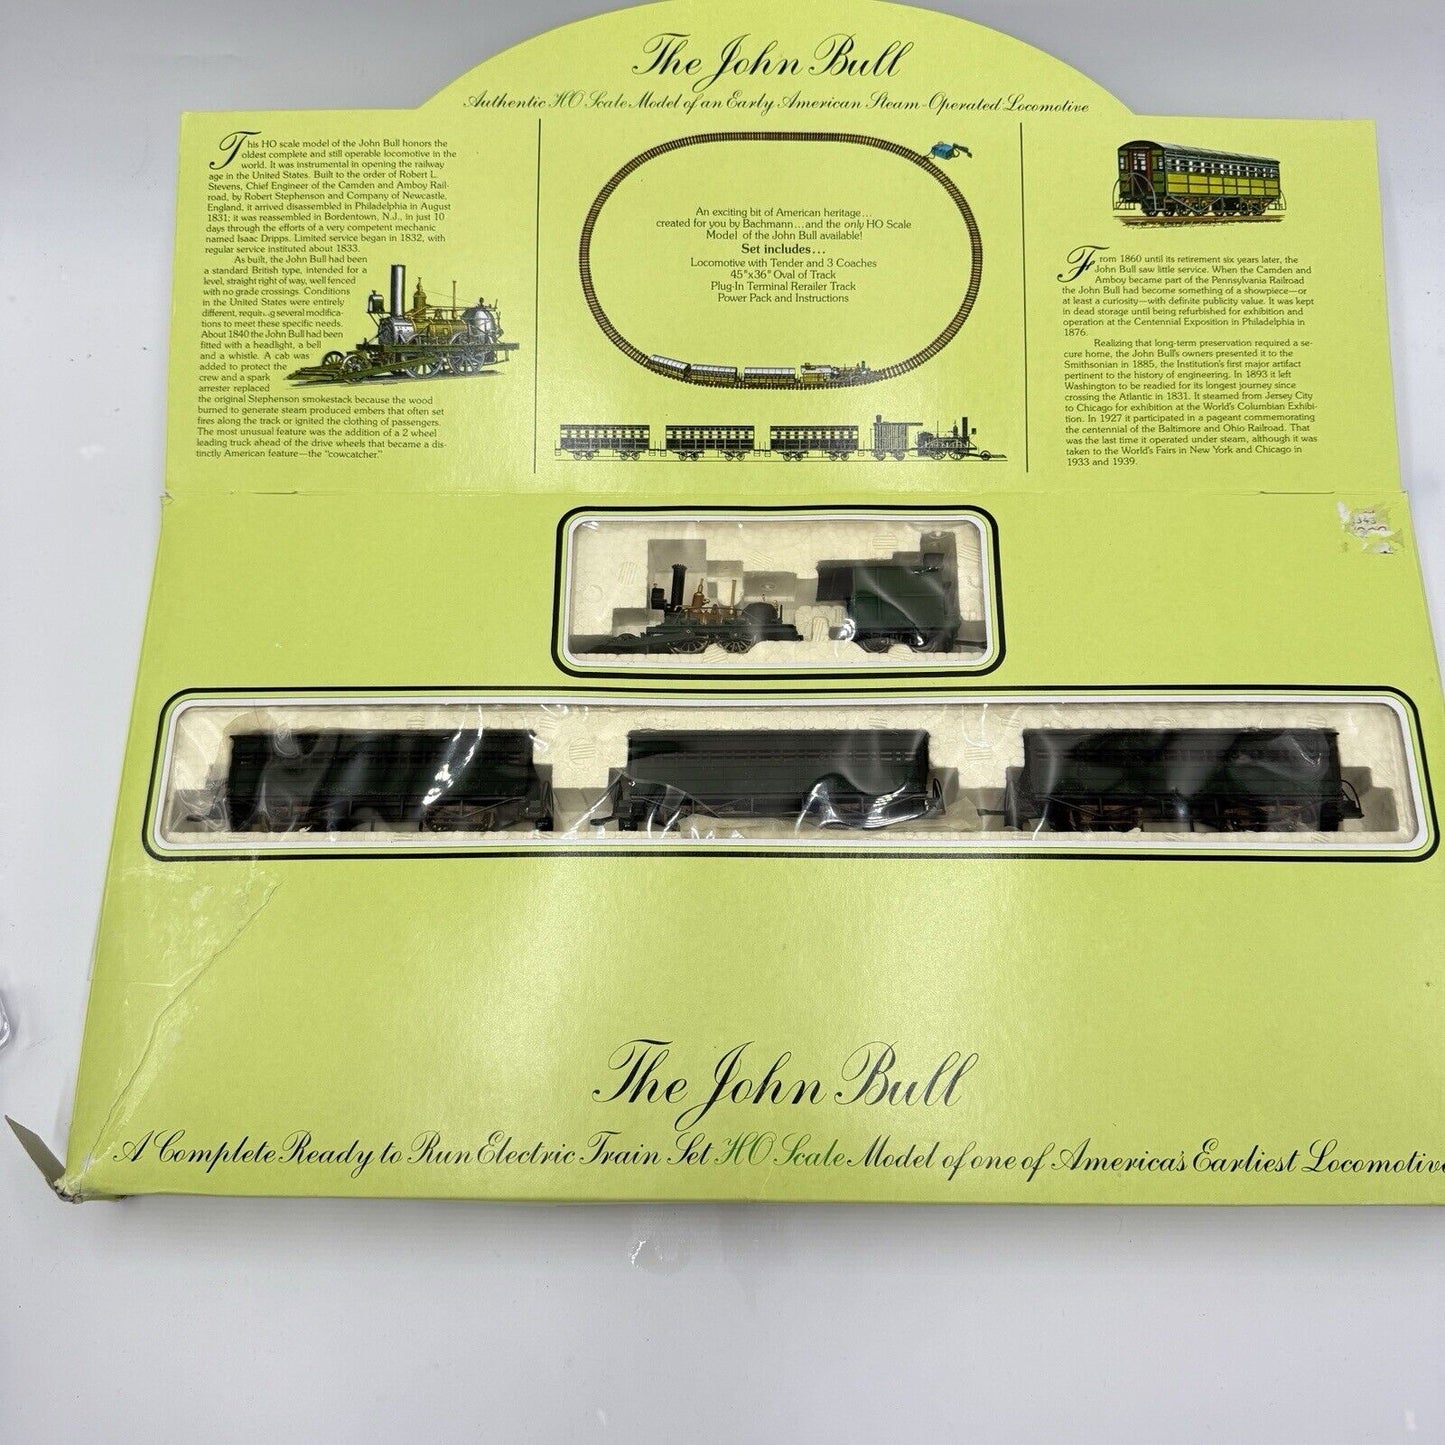 The John Bull
Authentic HO Scale Model of an Early American Steam-Operated Locomotive
This HO scale model of the John Bull honors the
oldest complete and still operable locomotive in the
world. It was instrumental in opening the railway
age in the United States. Built to the order of Robert L.
Stevens, Chief Engineer of the Camden and Amboy Rail-
road, by Robert Stephenson and Company of Newcastle,
England, it arrived disassembled in Philadelphia in August
1831; it was reassembled in Bordentown, N.J., in just 10
days through the efforts of a very competent mechanic
named Isaac Dripps. Limited service began in 1832, with
regular service instituted about 1833.
As built, the John Bull had been
a standard British type, intended for a
level, straight right of way, well fenced
with no grade crossings. Conditions
in the United States were entirely
different, requiring several modifica-
tions to meet these specific needs.
About 1840 the John Bull had been
fitted with a headlight, a bell
and a whistle. A cab was
added to protect the
crew and a spark
arrester replaced
the original Stephenson smokestack because the wood
burned to generate steam produced embers that often set
fires along the track or ignited the clothing of passengers.
The most unusual feature was the addition of a 2 wheel
leading truck ahead of the drive wheels that became a dis-
tinctly American feature—the "cowcatcher."
An exciting bit of American heritage...
created for you by Bachmann...and the only HO Scale
Model of the John Bull available!
Set includes...
Locomotive with Tender and 3 Coaches
45"x36" Oval of Track
Plug-In Terminal Rerailer Track
Power Pack and Instructions
From 1860 until its retirement six years later, the
John Bull saw little service. When the Camden and
Amboy became part of the Pennsylvania Railroad
the John Bull had become something of a showpiece—or
at least a curiosity—with definite publicity value. It was kept
in dead storage until being refurbished for exhibition and
operation at the Centennial Exposition in Philadelphia in
1876.
Realizing that long-term preservation required a se-
cure home, the John Bull's owners presented it to the
Smithsonian in 1885, the Institution's first major artifact
pertinent to the history of engineering. In 1893 it left
Washington to be readied for its longest journey since
crossing the Atlantic in 1831. It steamed from Jersey City
to Chicago for exhibition at the World's Columbian Exhibi-
tion. In 1927 it participated in a pageant commemorating
the centennial of the Baltimore and Ohio Railroad. That
was the last time it operated under steam, although it was
taken to the World's Fairs in New York and Chicago in
1933 and 1939.
The John Bull
A Complete Ready to Run Electric Train Set HO Scale Model of one of America's Earliest Locomotive